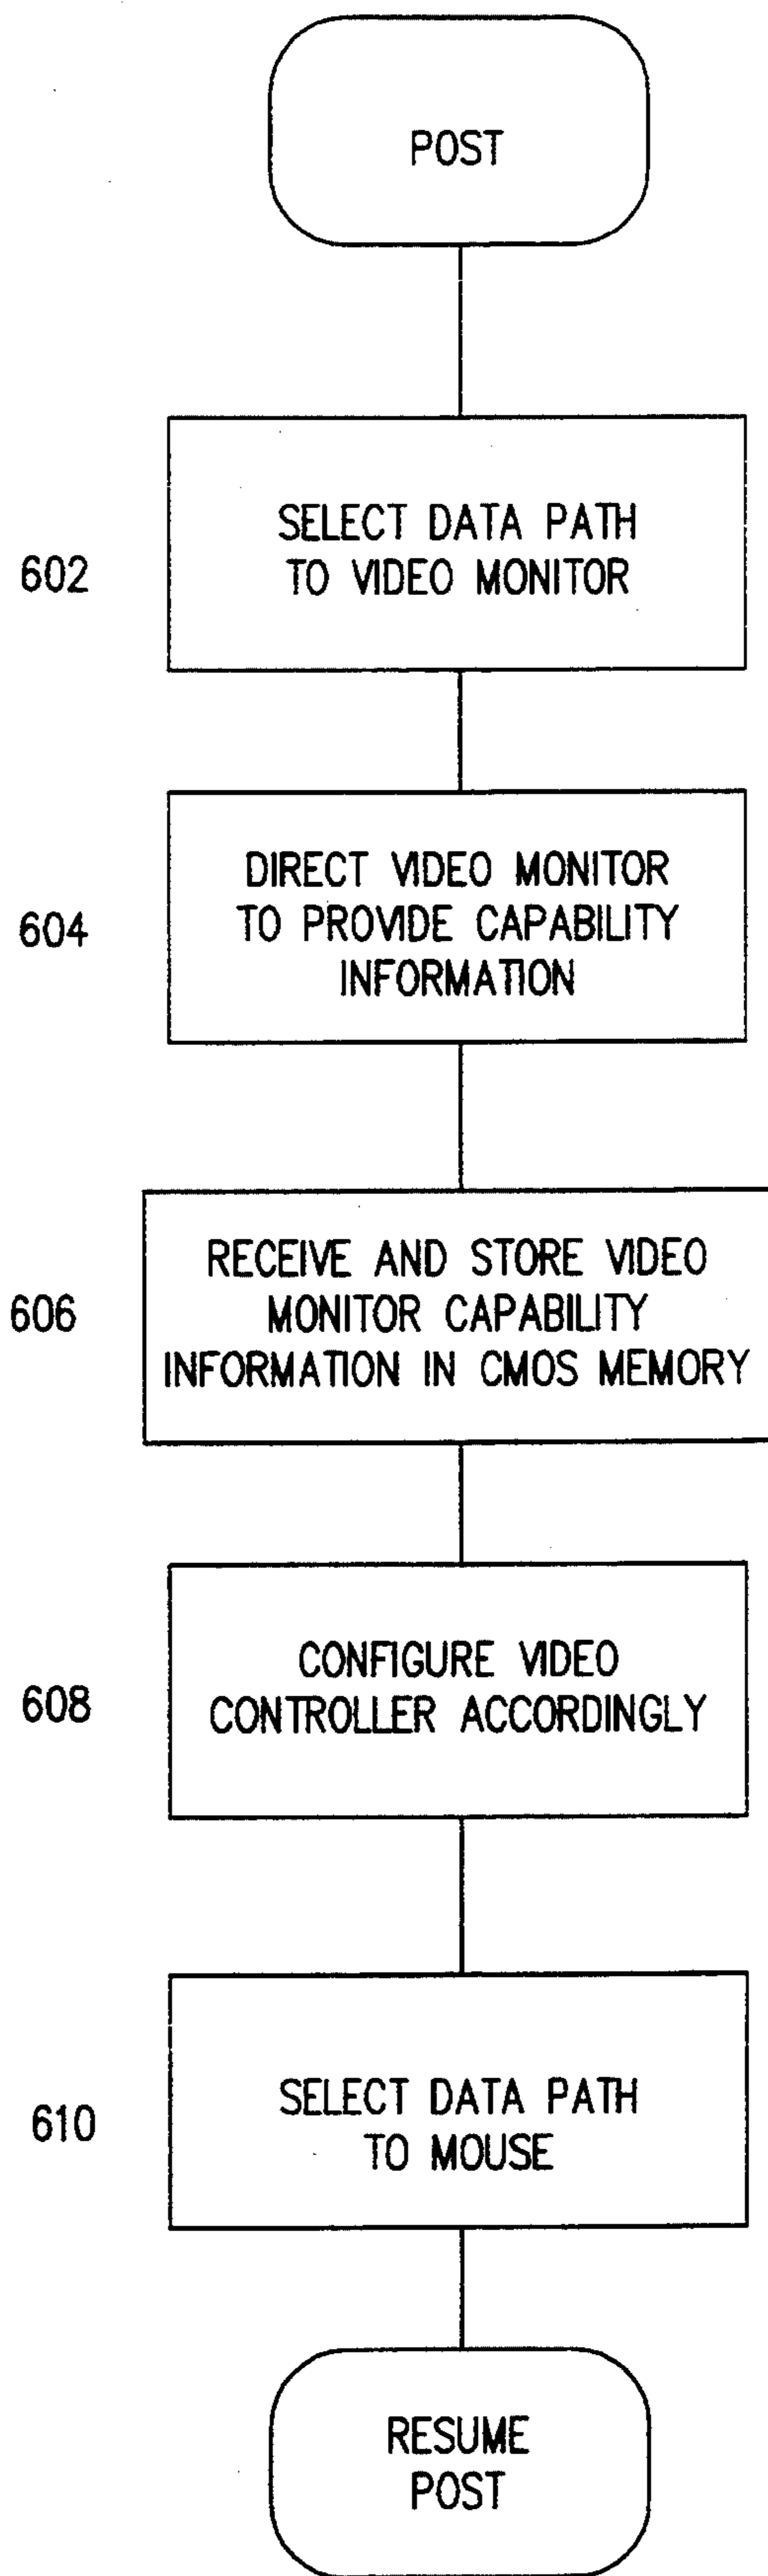 POST
602
SELECT DATA PATH
TO VIDEO MONITOR
604
DIRECT VIDEO MONITOR
TO PROVIDE CAPABILITY
INFORMATION
606
RECEIVE AND STORE VIDEO
MONITOR CAPABILITY
INFORMATION IN CMOS MEMORY
608
CONFIGURE VIDEO
CONTROLLER ACCORDINGLY
610
SELECT DATA PATH
TO MOUSE
RESUME
POST